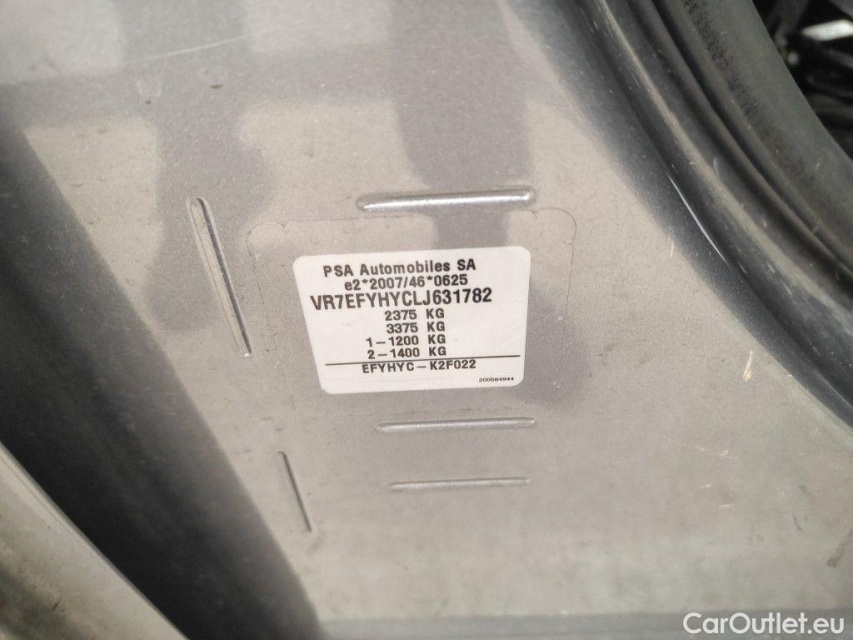 PSA Automobiles SA
e2*2007/46*0625
VR7EFYHYCLJ631782
2375 KG
3375 KG
1-1200 KG
2-1400 KG
EFYHYC-K2F022
200584944
CarOutlet.eu